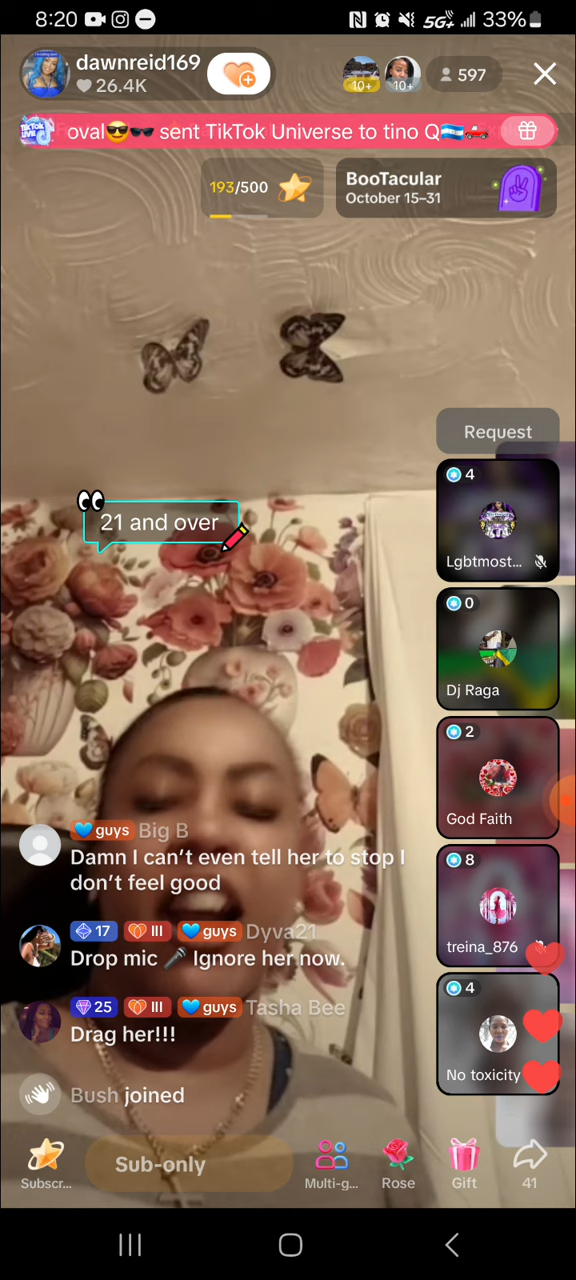 8:20
5G
33%
dawnreid169
26.4K
10+
10+
597
TikTok LIVE
oval😎🕶️ sent TikTok Universe to tino Q🇭🇳🏎️
193/500
BooTacular
October 15–31
Request
21 and over
4
Lgbtmost...
0
Dj Raga
2
God Faith
8
treina_876
4
No toxicity
guys Big B
Damn I can't even tell her to stop I
don't feel good
17 III guys Dyva21
Drop mic 🎤 Ignore her now.
25 III guys Tasha Bee
Drag her!!!
Bush joined
Sub-only
Subscr...
Multi-g...
Rose
Gift
41